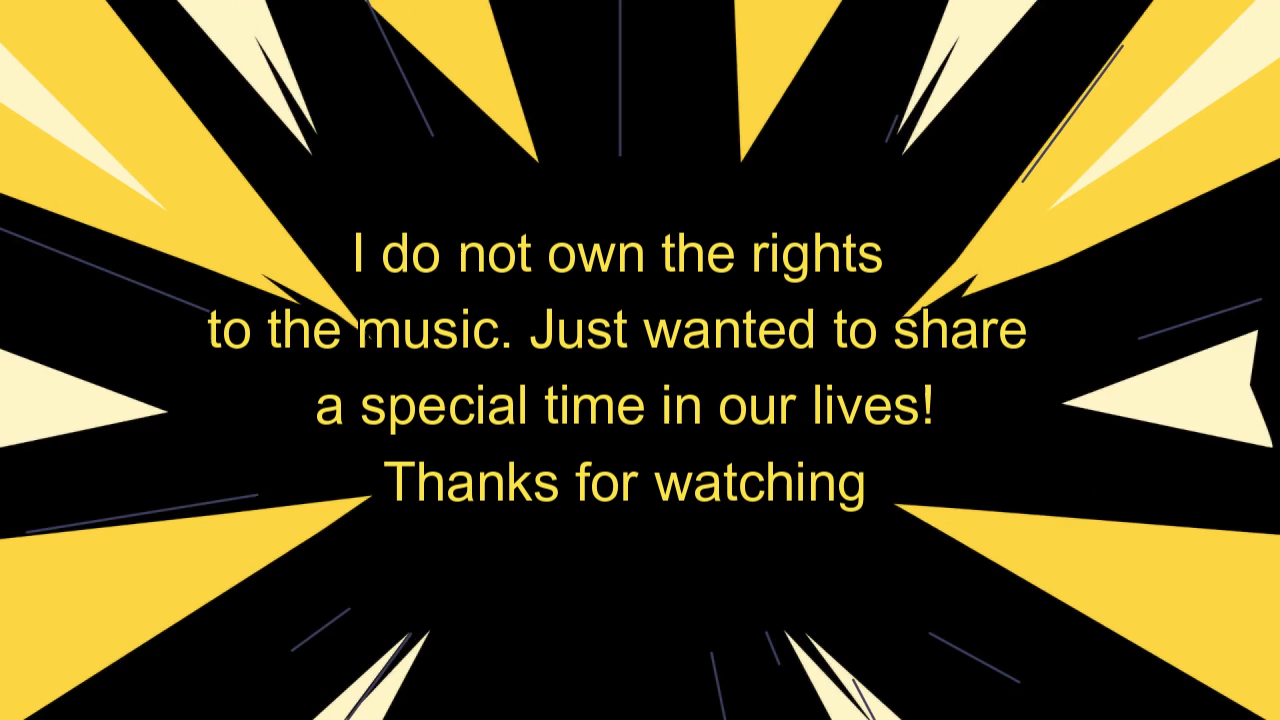 I do not own the rights
to the music. Just wanted to share
a special time in our lives!
Thanks for watching